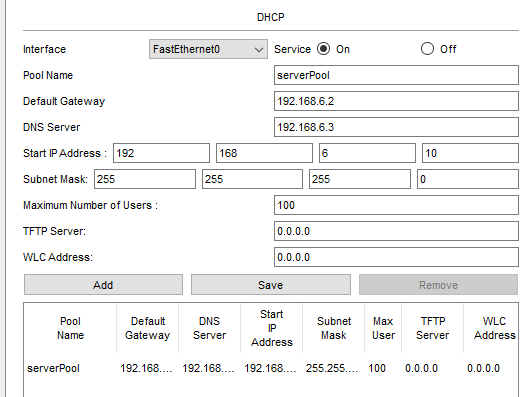 DHCP
Interface FastEthernet0 Service On Off
Pool Name serverPool
Default Gateway 192.168.6.2
DNS Server 192.168.6.3
Start IP Address : 192 168 6 10
Subnet Mask: 255 255 255 0
Maximum Number of Users : 100
TFTP Server: 0.0.0.0
WLC Address: 0.0.0.0
Add Save Remove
Pool Name Default Gateway DNS Server Start IP Address Subnet Mask Max User TFTP Server WLC Address
serverPool 192.168.... 192.168.... 192.168.... 255.255.... 100 0.0.0.0 0.0.0.0